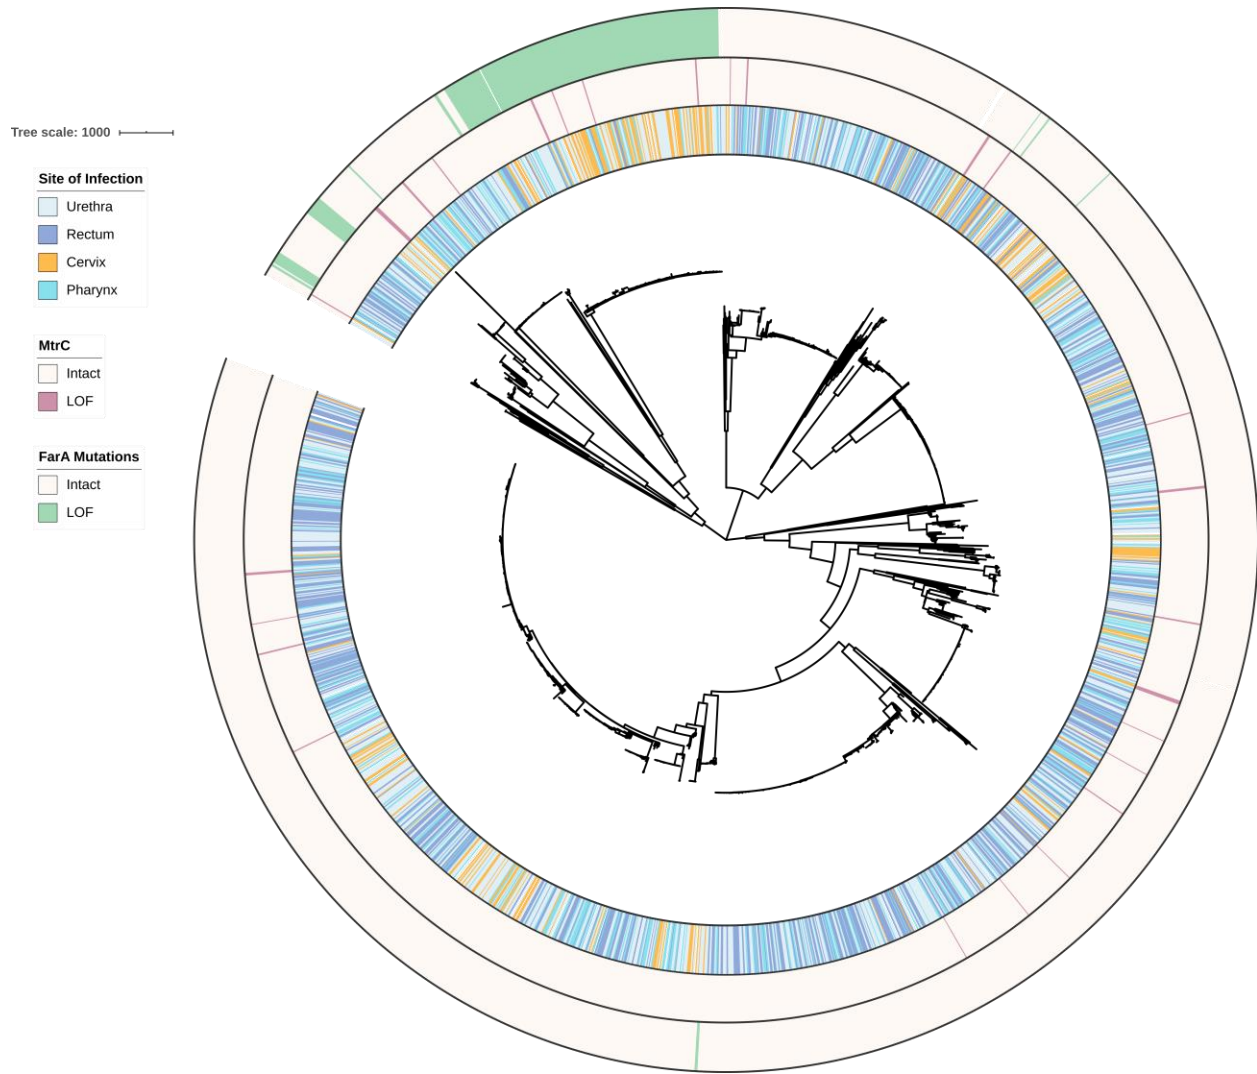 Tree scale: 1000
Site of Infection
Urethra
Rectum
Cervix
Pharynx
MtrC
Intact
LOF
FarA Mutations
Intact
LOF